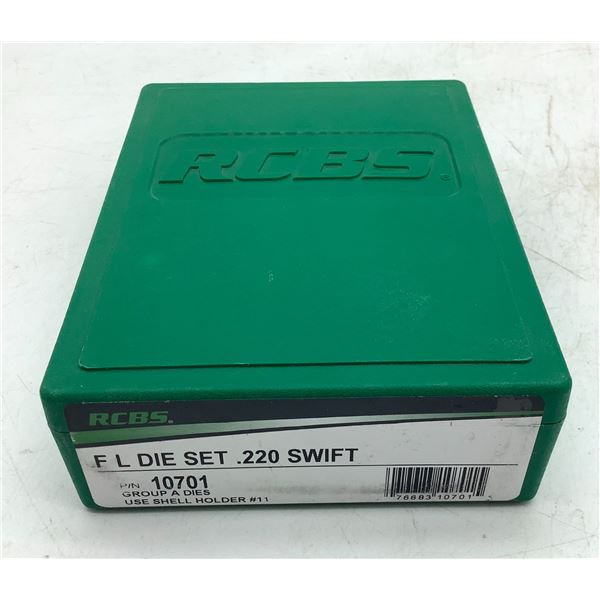 RCBS®
RCBS.
F L DIE SET .220 SWIFT
P/N 10701
GROUP A DIES
USE SHELL HOLDER #11
76683 10701